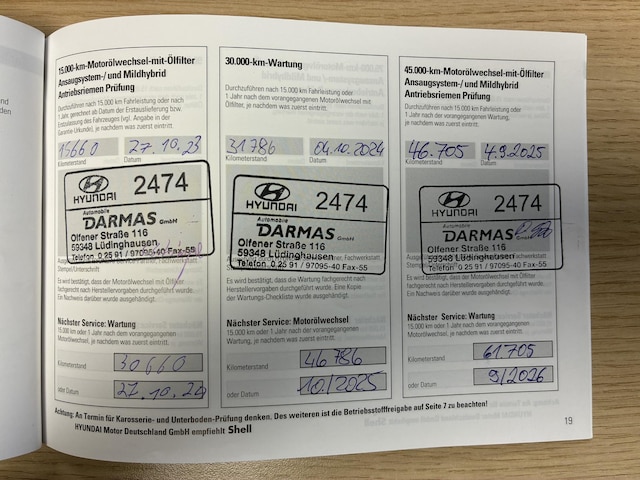 15.000-km-Motorölwechsel-mit-Ölfilter
Ansaugsystem-/ und Mildhybrid
Antriebsriemen Prüfung
Durchzuführen nach 15.000 km Fahrleistung oder nach
1 Jahr, gerechnet ab Datum der Erstauslieferung bzw.
Erstzulassung des Fahrzeuges (vgl. Angabe in der
Garantie-Urkunde), je nachdem was zuerst eintritt.
15660 27.10.23
Kilometerstand Datum
HYUNDAI 2474
Automobile
DARMAS GmbH
Olfener Straße 116
59348 Lüdinghausen
Telefon 0 25 91 / 97095-40 Fax-55
Stempel/Unterschrift
Es wird bestätigt, dass der Motorölwechsel mit Ölfilter
fachgerecht nach Herstellervorgaben durchgeführt wurde.
Ein Nachweis darüber wurde ausgehändigt.
Nächster Service: Wartung
15.000 km oder 1 Jahr nach dem vorangegangenen
Motorölwechsel, je nachdem was zuerst eintritt.
Kilometerstand 30660
oder Datum 27.10.24
30.000-km-Wartung
Durchzuführen nach 30.000 km Fahrleistung oder
1 Jahr nach dem vorangegangenen Motorölwechsel mit
Ölfilter, je nachdem was zuerst eintritt.
31786 04.10.2024
Kilometerstand Datum
HYUNDAI 2474
Automobile
DARMAS GmbH
Olfener Straße 116
59348 Lüdinghausen
Telefon 0 25 91 / 97095-40 Fax-55
Es wird bestätigt, dass die Wartung fachgerecht nach
Herstellervorgaben durchgeführt wurde. Eine Kopie
der Wartungs-Checkliste wurde ausgehändigt.
Nächster Service: Motorölwechsel
15.000 km oder 1 Jahr nach der vorangegangenen
Wartung, je nachdem was zuerst eintritt.
Kilometerstand 46786
oder Datum 10/2025
45.000-km-Motorölwechsel-mit-Ölfilter
Ansaugsystem-/ und Mildhybrid
Antriebsriemen Prüfung
Durchzuführen nach 45.000 km Fahrleistung oder
1 Jahr nach der vorangegangenen Wartung,
je nachdem was zuerst eintritt.
46.705 4.9.2025
Kilometerstand Datum
HYUNDAI 2474
Automobile
DARMAS
Olfener Straße 116
59348 Lüdinghausen
Telefon 0 25 91 / 97095-40 Fax-55
Es wird bestätigt, dass der Motorölwechsel mit Ölfilter
fachgerecht nach Herstellervorgaben durchgeführt wurde.
Ein Nachweis darüber wurde ausgehändigt.
Nächster Service: Wartung
15.000 km oder 1 Jahr nach dem vorangegangenen
Motorölwechsel, je nachdem was zuerst eintritt.
Kilometerstand 61705
oder Datum 9/2026
Achtung: An Termin für Karosserie- und Unterboden-Prüfung denken. Des weiteren ist die Betriebsstofffreigabe auf Seite 7 zu beachten!
HYUNDAI Motor Deutschland GmbH empfiehlt Shell
19